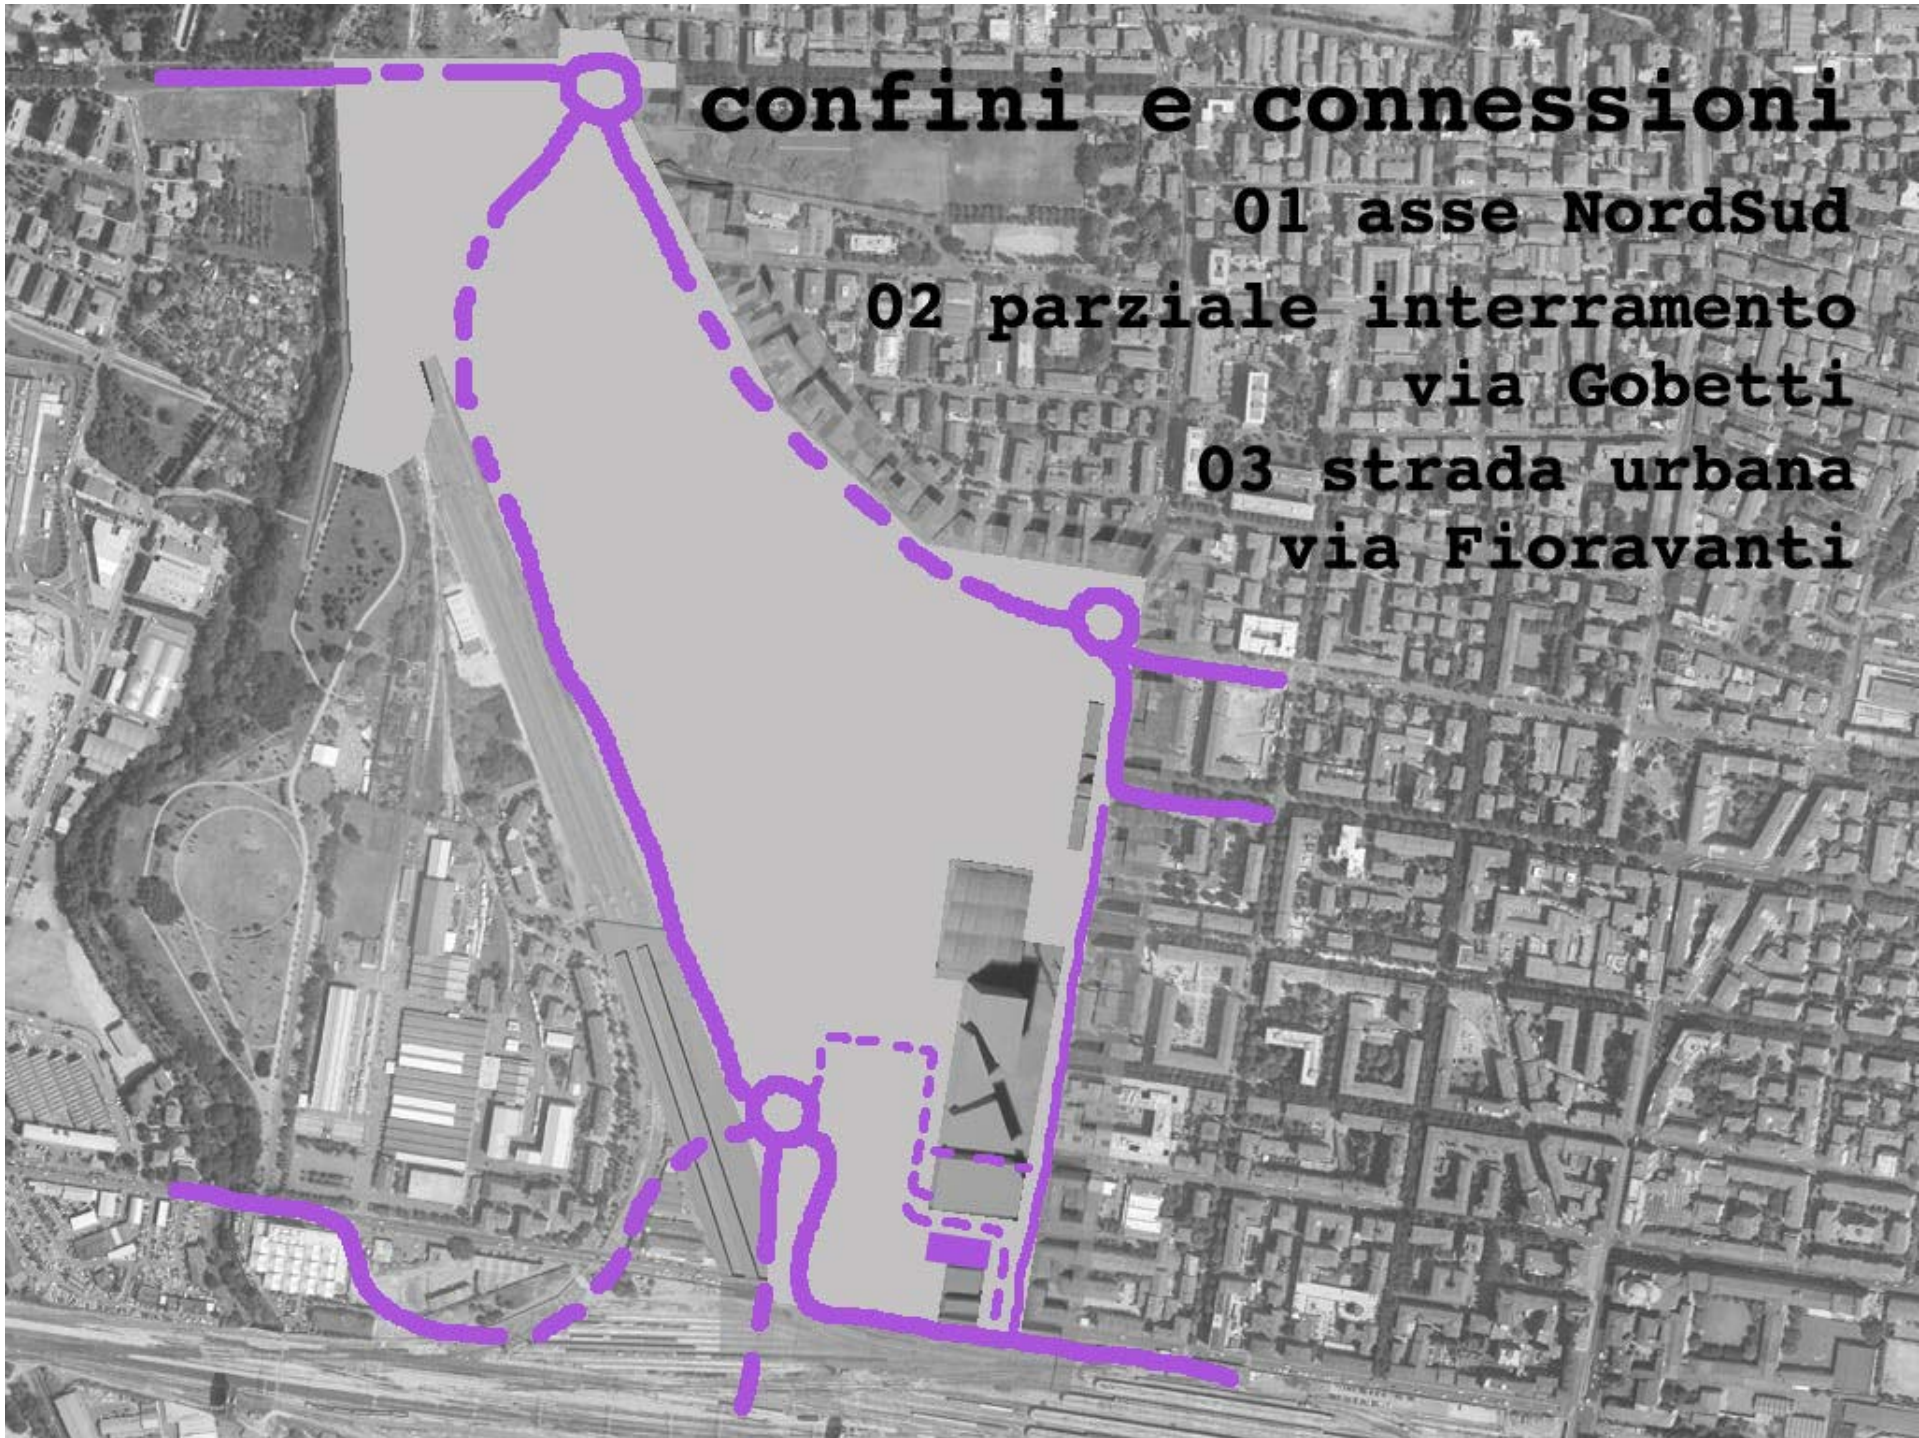 confini e connessioni
01 asse NordSud
02 parziale interramento
via Gobetti
03 strada urbana
via Fioravanti